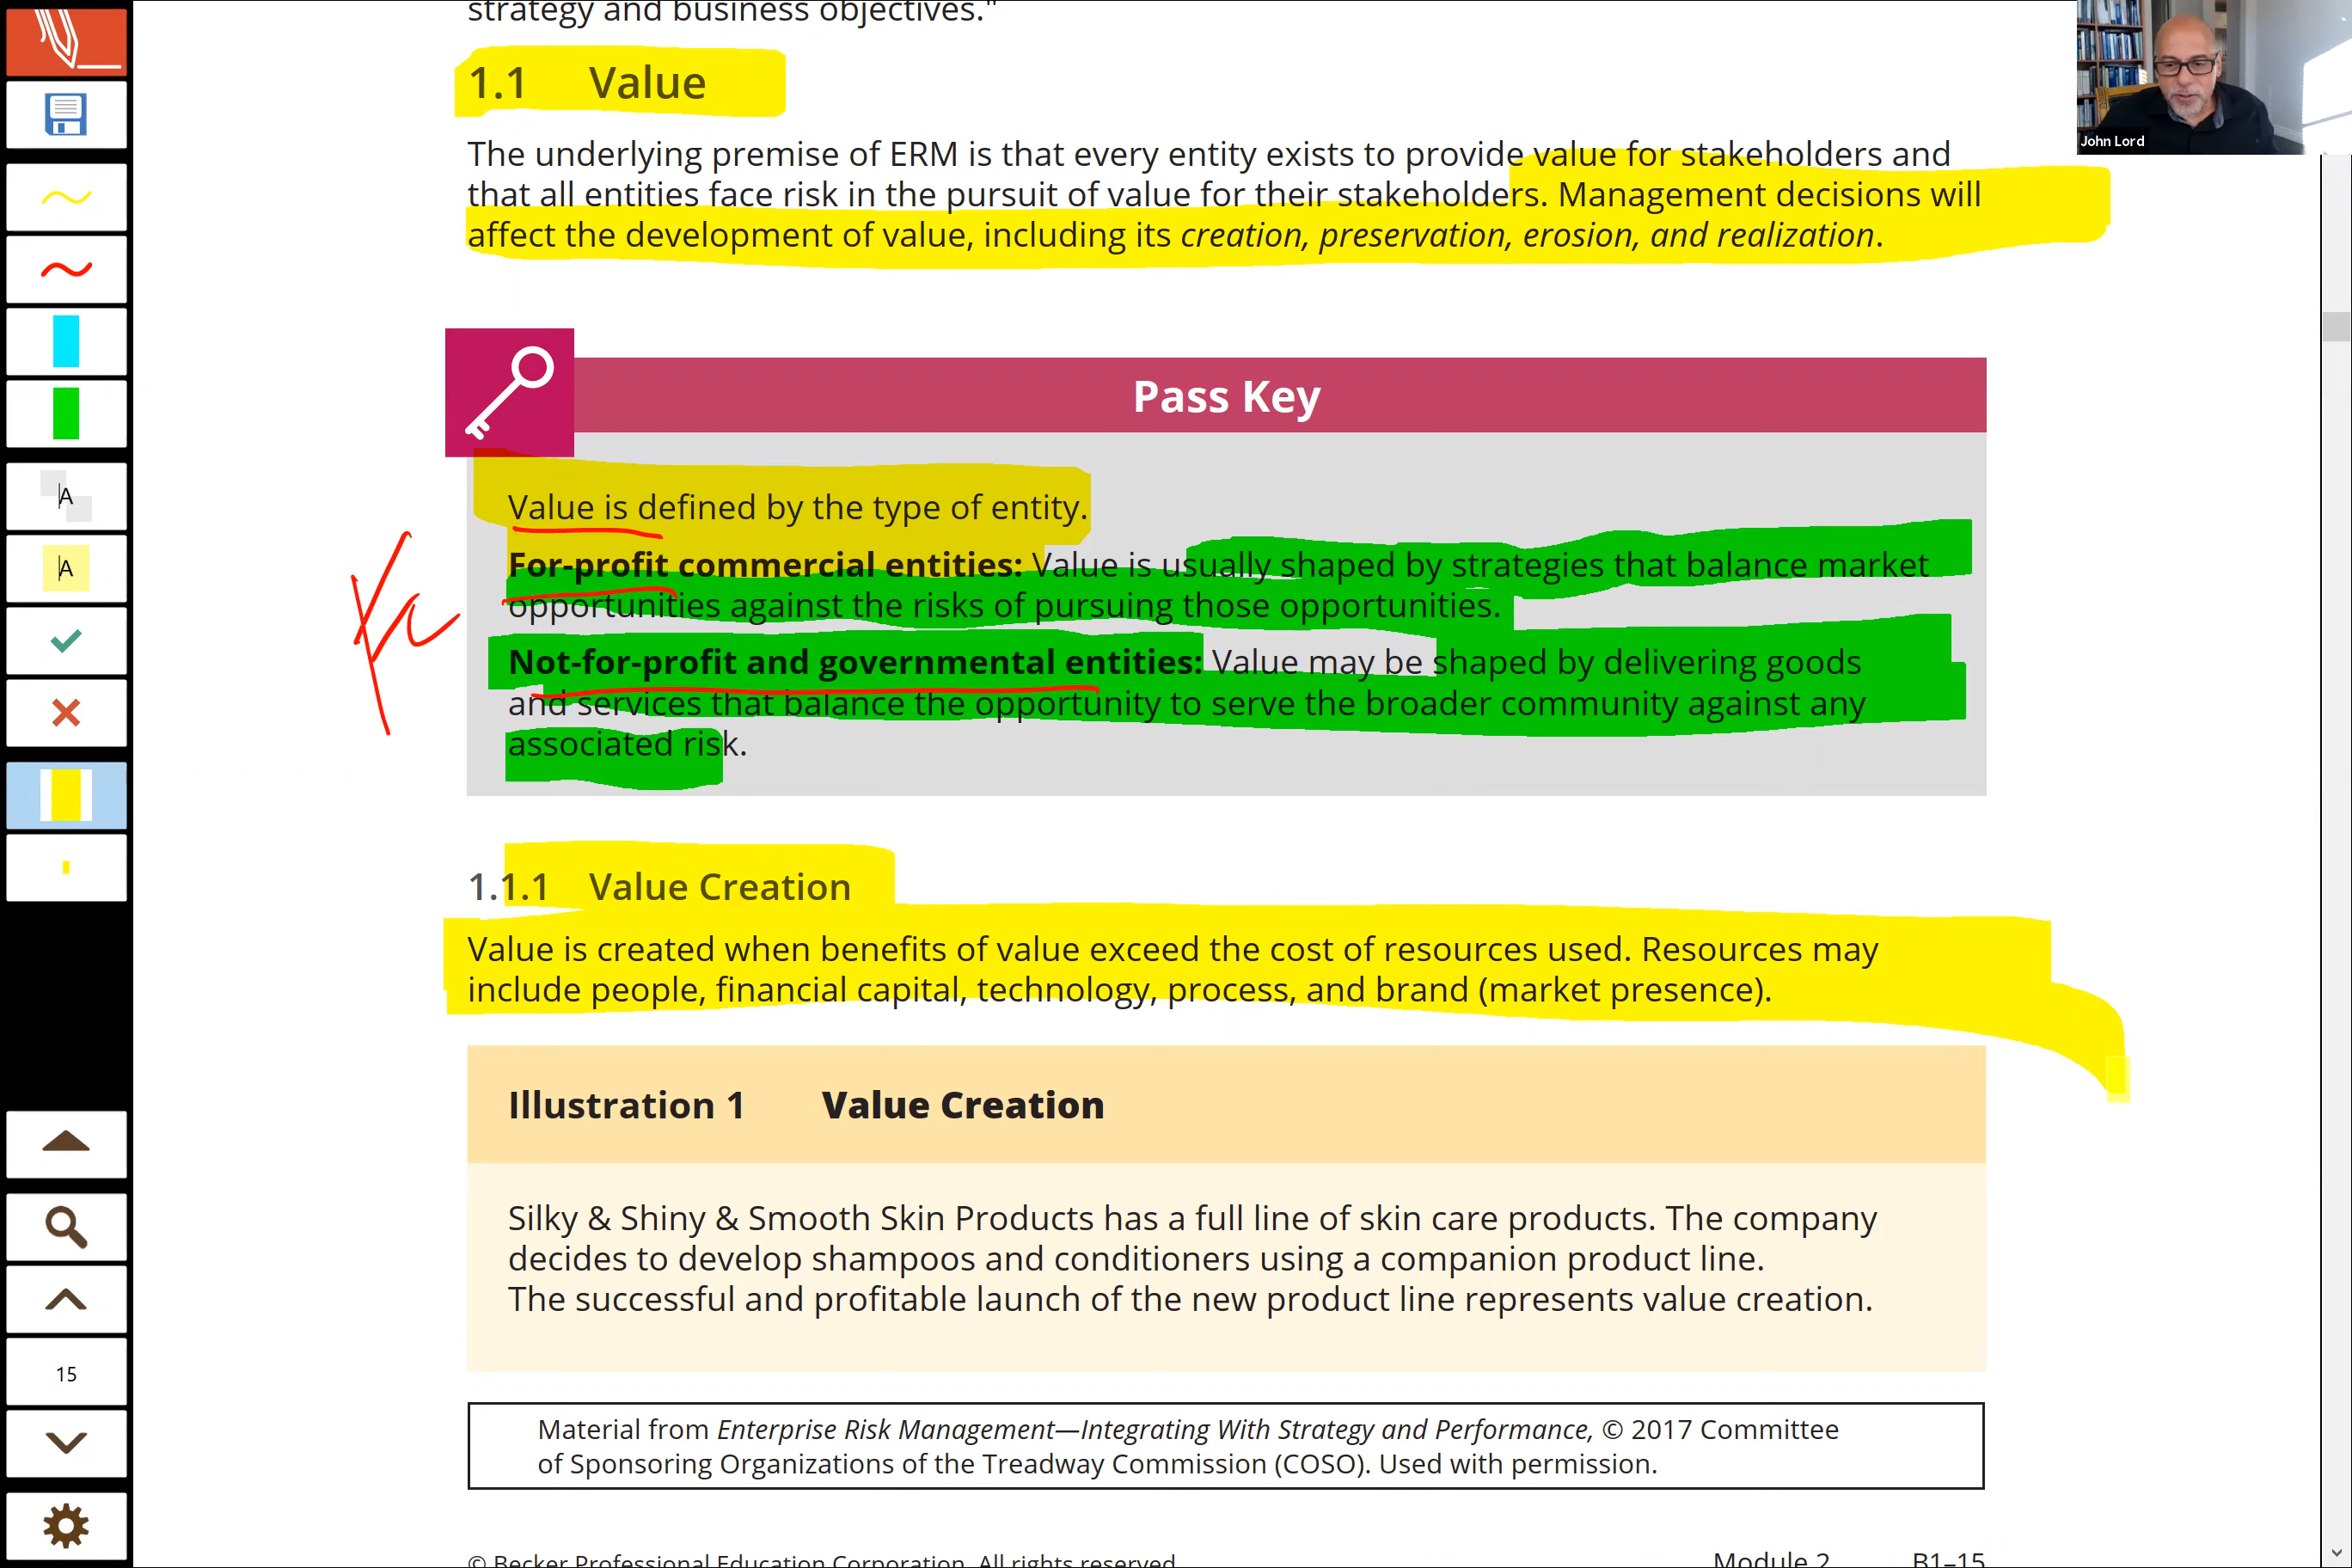 strategy and business objectives."
John Lord
1.1 Value
The underlying premise of ERM is that every entity exists to provide value for stakeholders and
that all entities face risk in the pursuit of value for their stakeholders. Management decisions will
affect the development of value, including its creation, preservation, erosion, and realization.
Pass Key
Value is defined by the type of entity.
For-profit commercial entities: Value is usually shaped by strategies that balance market
opportunities against the risks of pursuing those opportunities.
Not-for-profit and governmental entities: Value may be shaped by delivering goods
and services that balance the opportunity to serve the broader community against any
associated risk.
1.1.1 Value Creation
Value is created when benefits of value exceed the cost of resources used. Resources may
include people, financial capital, technology, process, and brand (market presence).
Illustration 1 Value Creation
Silky & Shiny & Smooth Skin Products has a full line of skin care products. The company
decides to develop shampoos and conditioners using a companion product line.
The successful and profitable launch of the new product line represents value creation.
Material from Enterprise Risk Management—Integrating With Strategy and Performance, © 2017 Committee
of Sponsoring Organizations of the Treadway Commission (COSO). Used with permission.
© Becker Professional Education Corporation. All rights reserved.
Module 2 B1–15
A
A
15